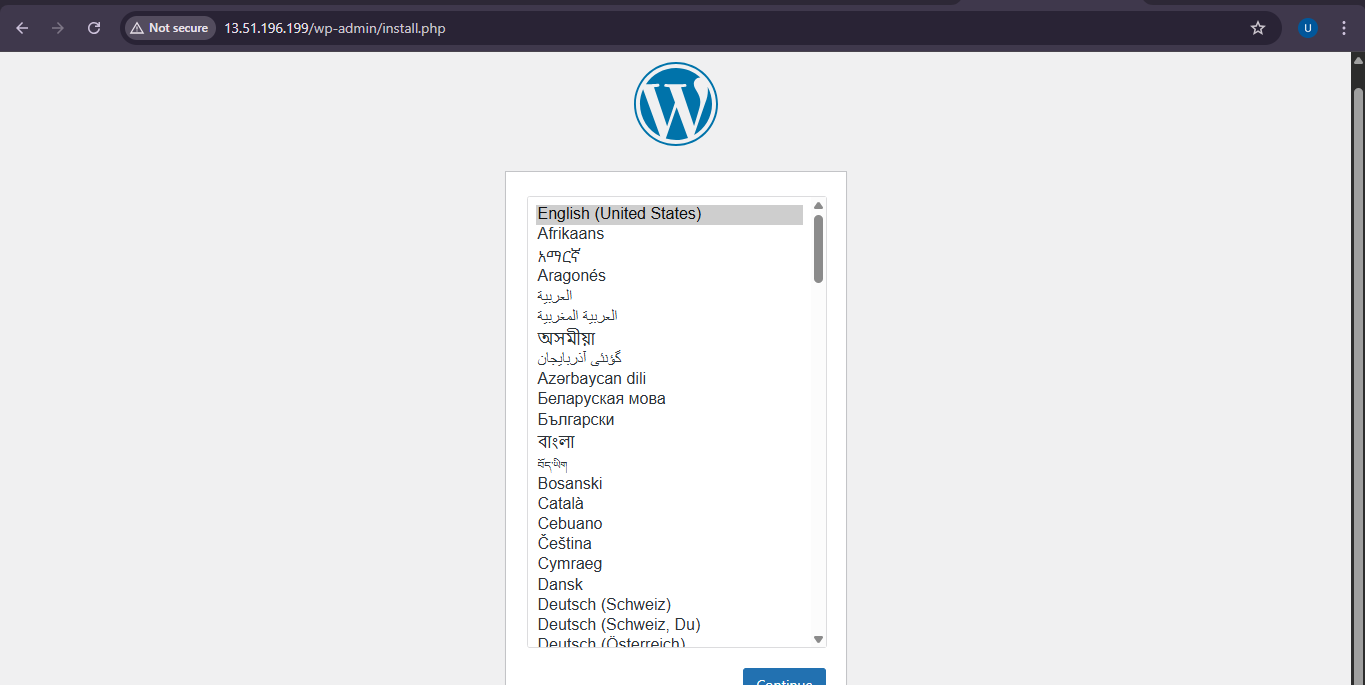 Not secure 13.51.196.199/wp-admin/install.php U
English (United States)
Afrikaans
አማርኛ
Aragonés
العربية
العربية المغربية
অসমীয়া
گؤنئی آذربایجان
Azərbaycan dili
Беларуская мова
Български
বাংলা
བོད་ཡིག
Bosanski
Català
Cebuano
Čeština
Cymraeg
Dansk
Deutsch (Schweiz)
Deutsch (Schweiz, Du)
Deutsch (Österreich)
Continue